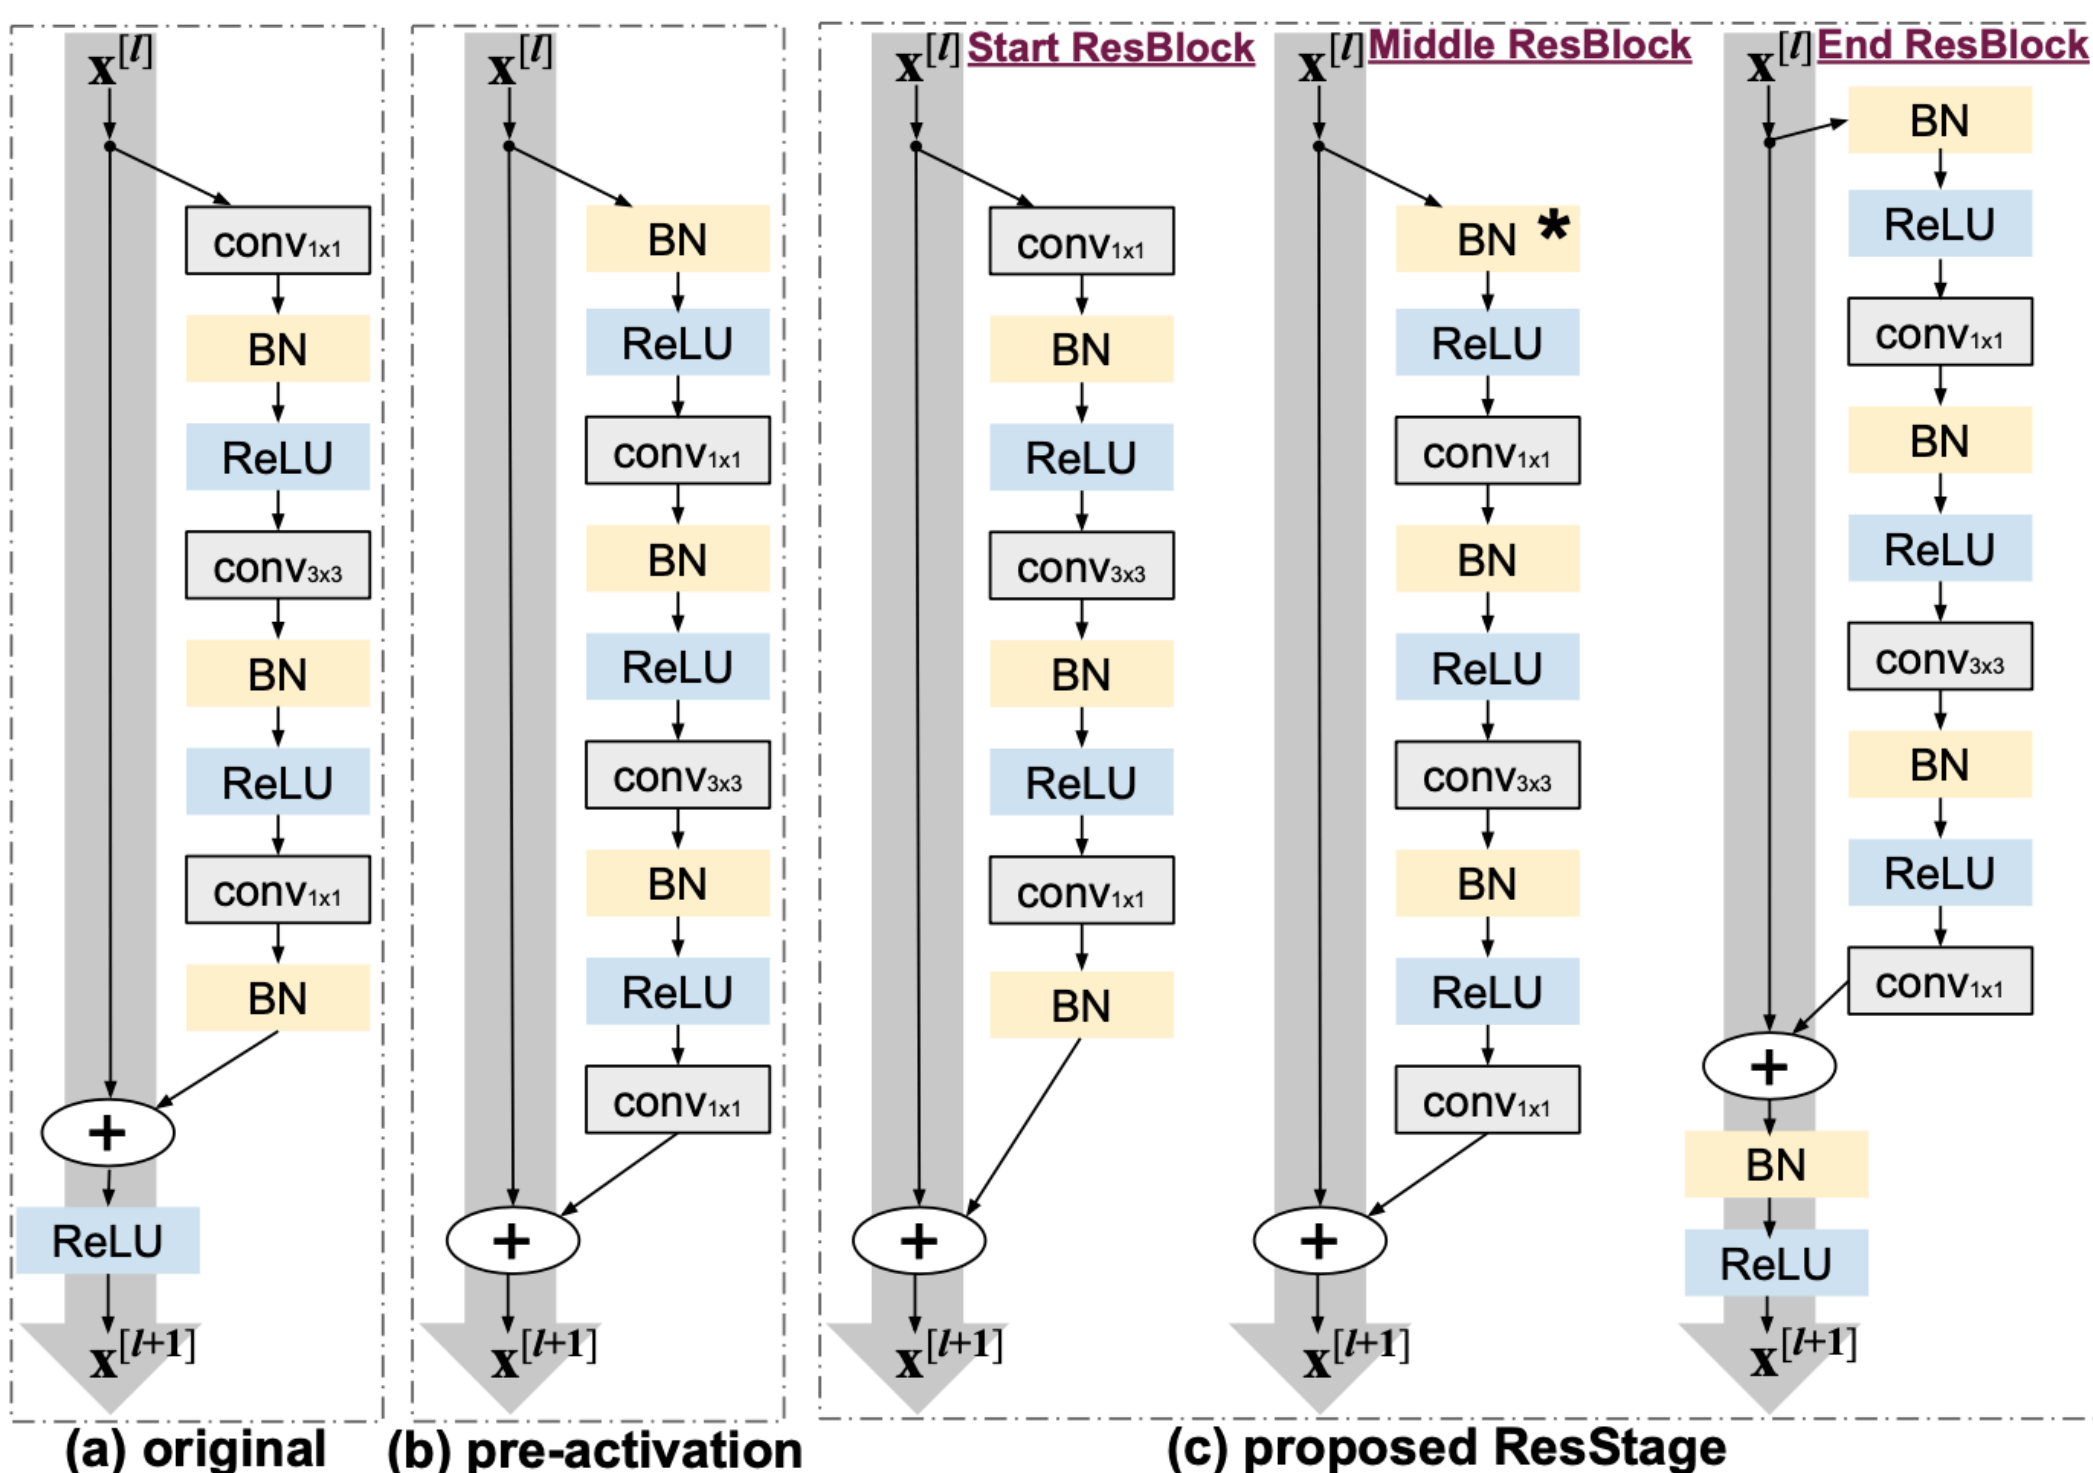 x[l]
conv1x1
BN
ReLU
conv3x3
BN
ReLU
conv1x1
BN
+
ReLU
x[l+1]
(a) original
x[l]
BN
ReLU
conv1x1
BN
ReLU
conv3x3
BN
ReLU
conv1x1
+
x[l+1]
(b) pre-activation
x[l] Start ResBlock
conv1x1
BN
ReLU
conv3x3
BN
ReLU
conv1x1
BN
+
x[l+1]
x[l] Middle ResBlock
BN *
ReLU
conv1x1
BN
ReLU
conv3x3
BN
ReLU
conv1x1
+
x[l+1]
x[l] End ResBlock
BN
ReLU
conv1x1
BN
ReLU
conv3x3
BN
ReLU
conv1x1
+
BN
ReLU
x[l+1]
(c) proposed ResStage